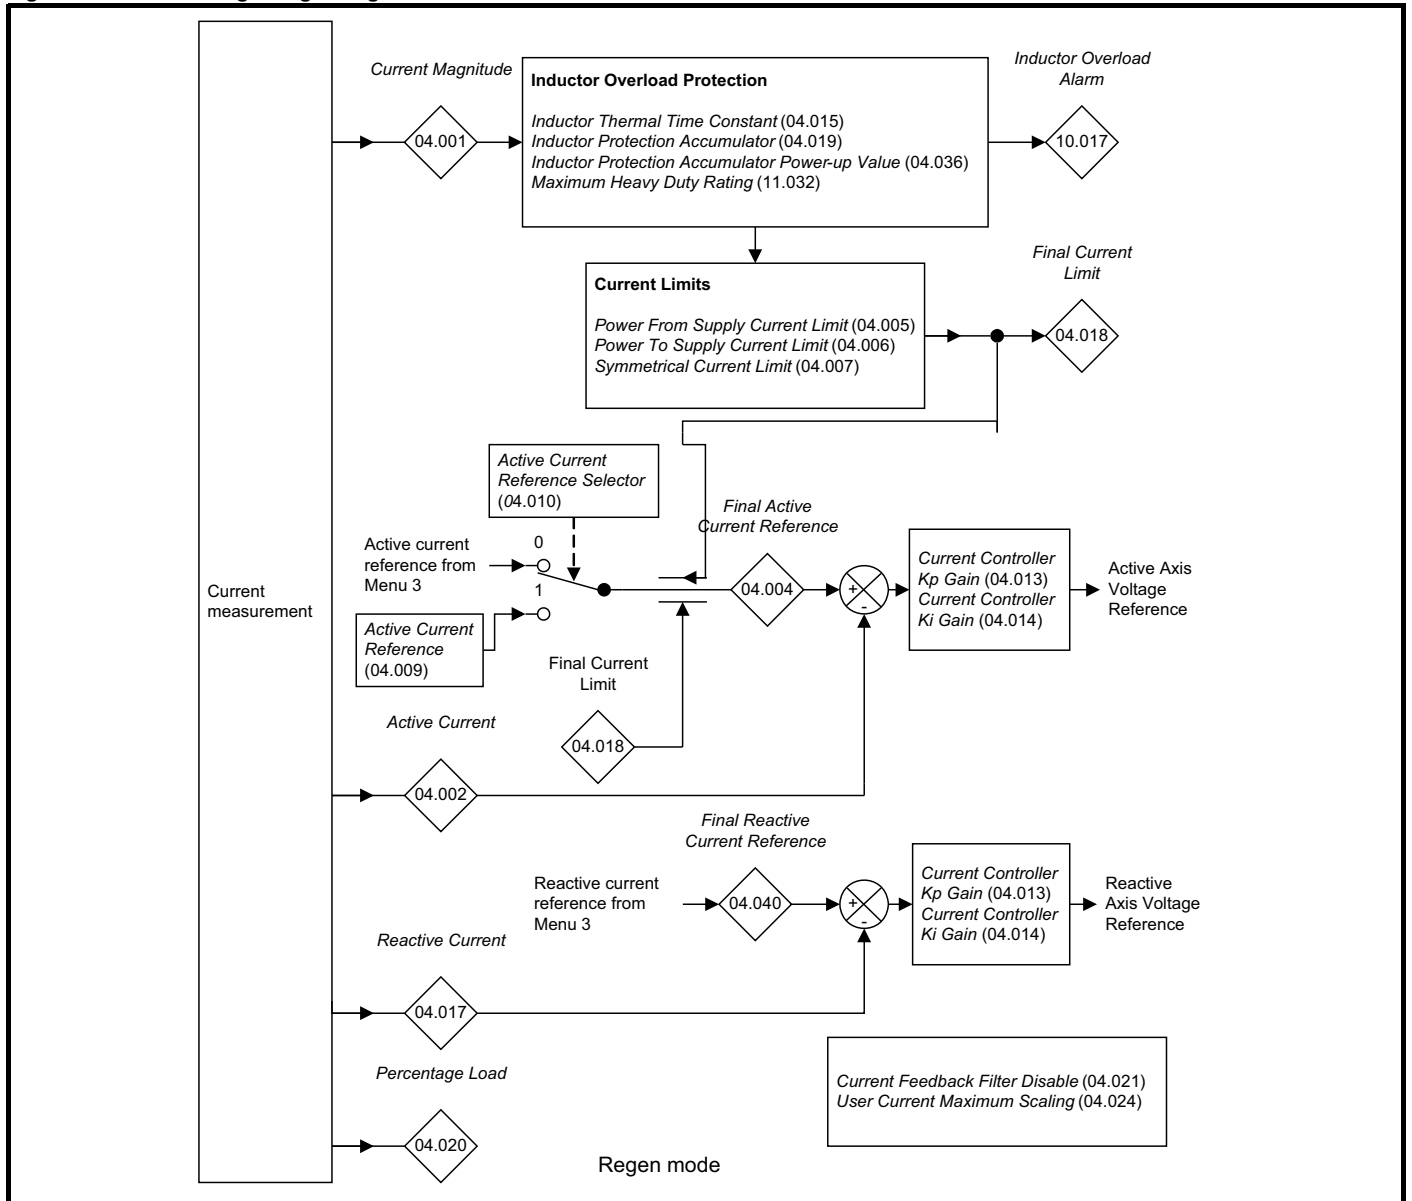 Current Magnitude
04.001
Inductor Overload Protection
Inductor Thermal Time Constant (04.015)
Inductor Protection Accumulator (04.019)
Inductor Protection Accumulator Power-up Value (04.036)
Maximum Heavy Duty Rating (11.032)
Inductor Overload
Alarm
10.017
Current Limits
Power From Supply Current Limit (04.005)
Power To Supply Current Limit (04.006)
Symmetrical Current Limit (04.007)
Final Current
Limit
04.018
Active Current
Reference Selector
(04.010)
Final Active
Current Reference
0
Active current
reference from
Menu 3
1
04.004
+
-
Current Controller
Kp Gain (04.013)
Current Controller
Ki Gain (04.014)
Active Axis
Voltage
Reference
Current
measurement
Active Current
Reference
(04.009)
Final Current
Limit
04.018
Active Current
04.002
Final Reactive
Current Reference
Reactive current
reference from
Menu 3
04.040
+
-
Current Controller
Kp Gain (04.013)
Current Controller
Ki Gain (04.014)
Reactive
Axis Voltage
Reference
Reactive Current
04.017
Percentage Load
04.020
Current Feedback Filter Disable (04.021)
User Current Maximum Scaling (04.024)
Regen mode